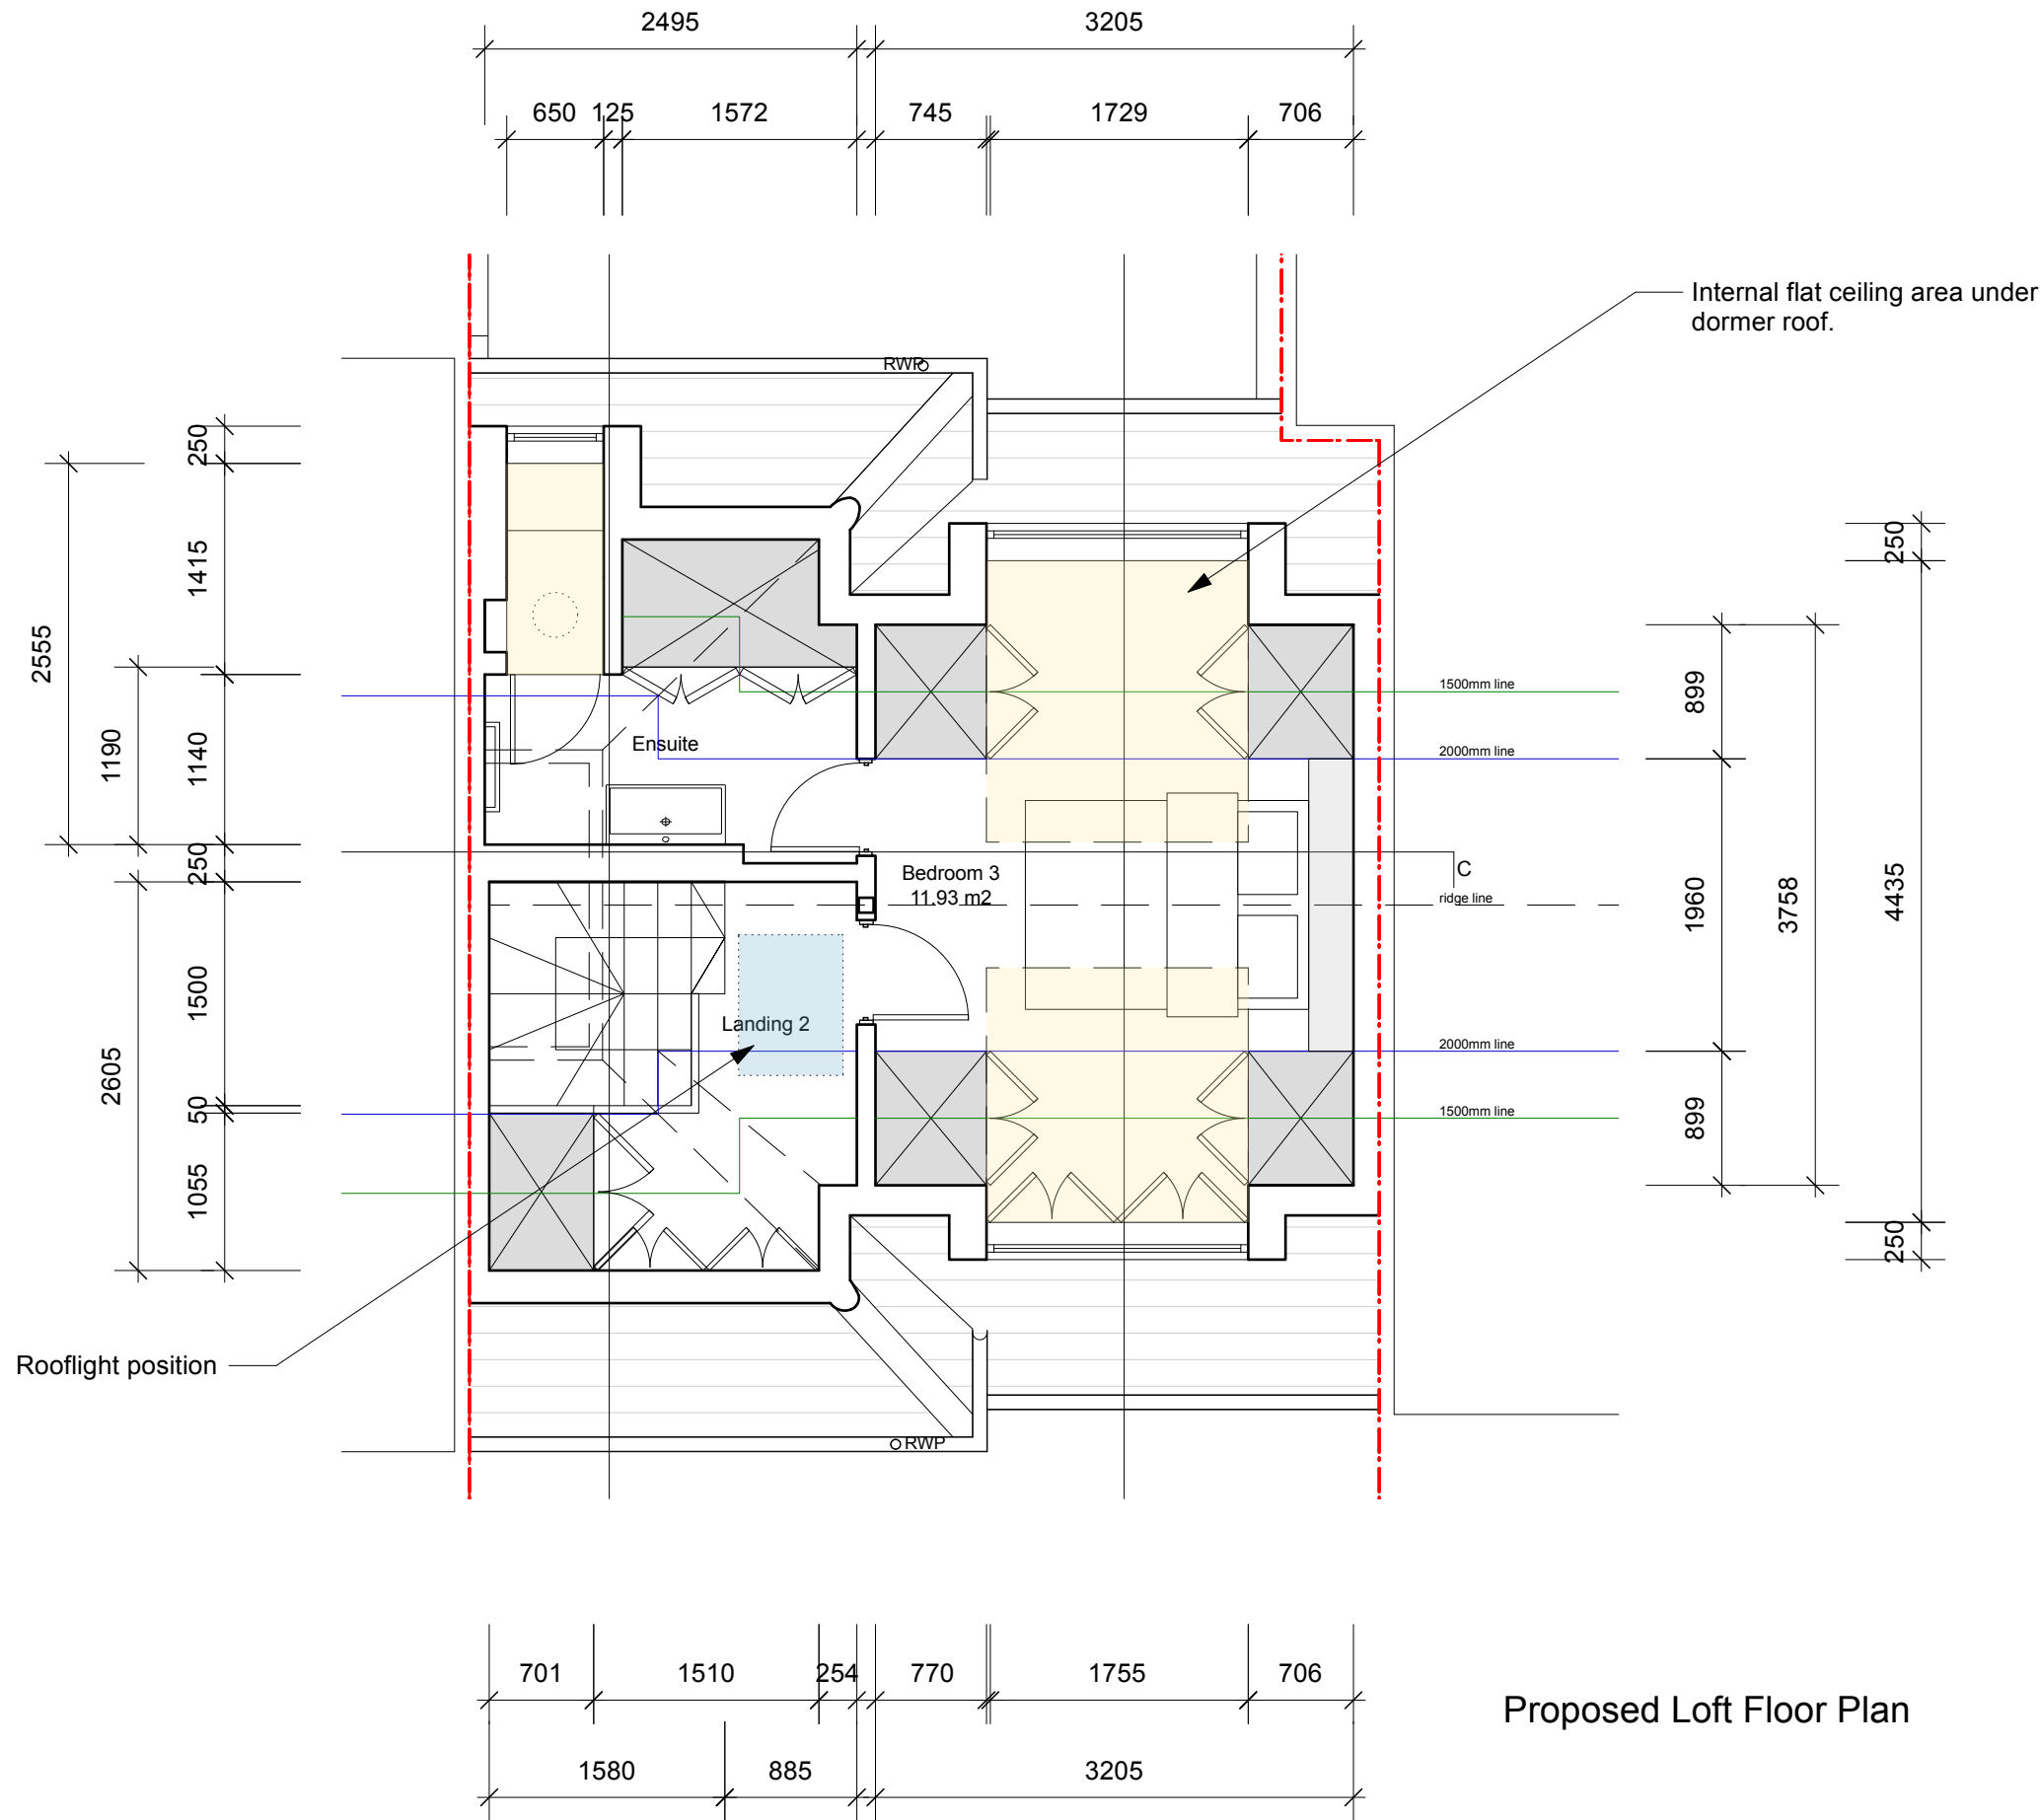 2495
3205
650
125
1572
745
1729
706
Internal flat ceiling area under
dormer roof.
RWP
250
1415
2555
1190
1140
250
1500
2605
50
1055
250
899
1960
3758
4435
899
250
1500mm line
2000mm line
Ensuite
C
Bedroom 3
11.93 m2
ridge line
Landing 2
2000mm line
1500mm line
Rooflight position
RWP
701
1510
254
770
1755
706
Proposed Loft Floor Plan
1580
885
3205